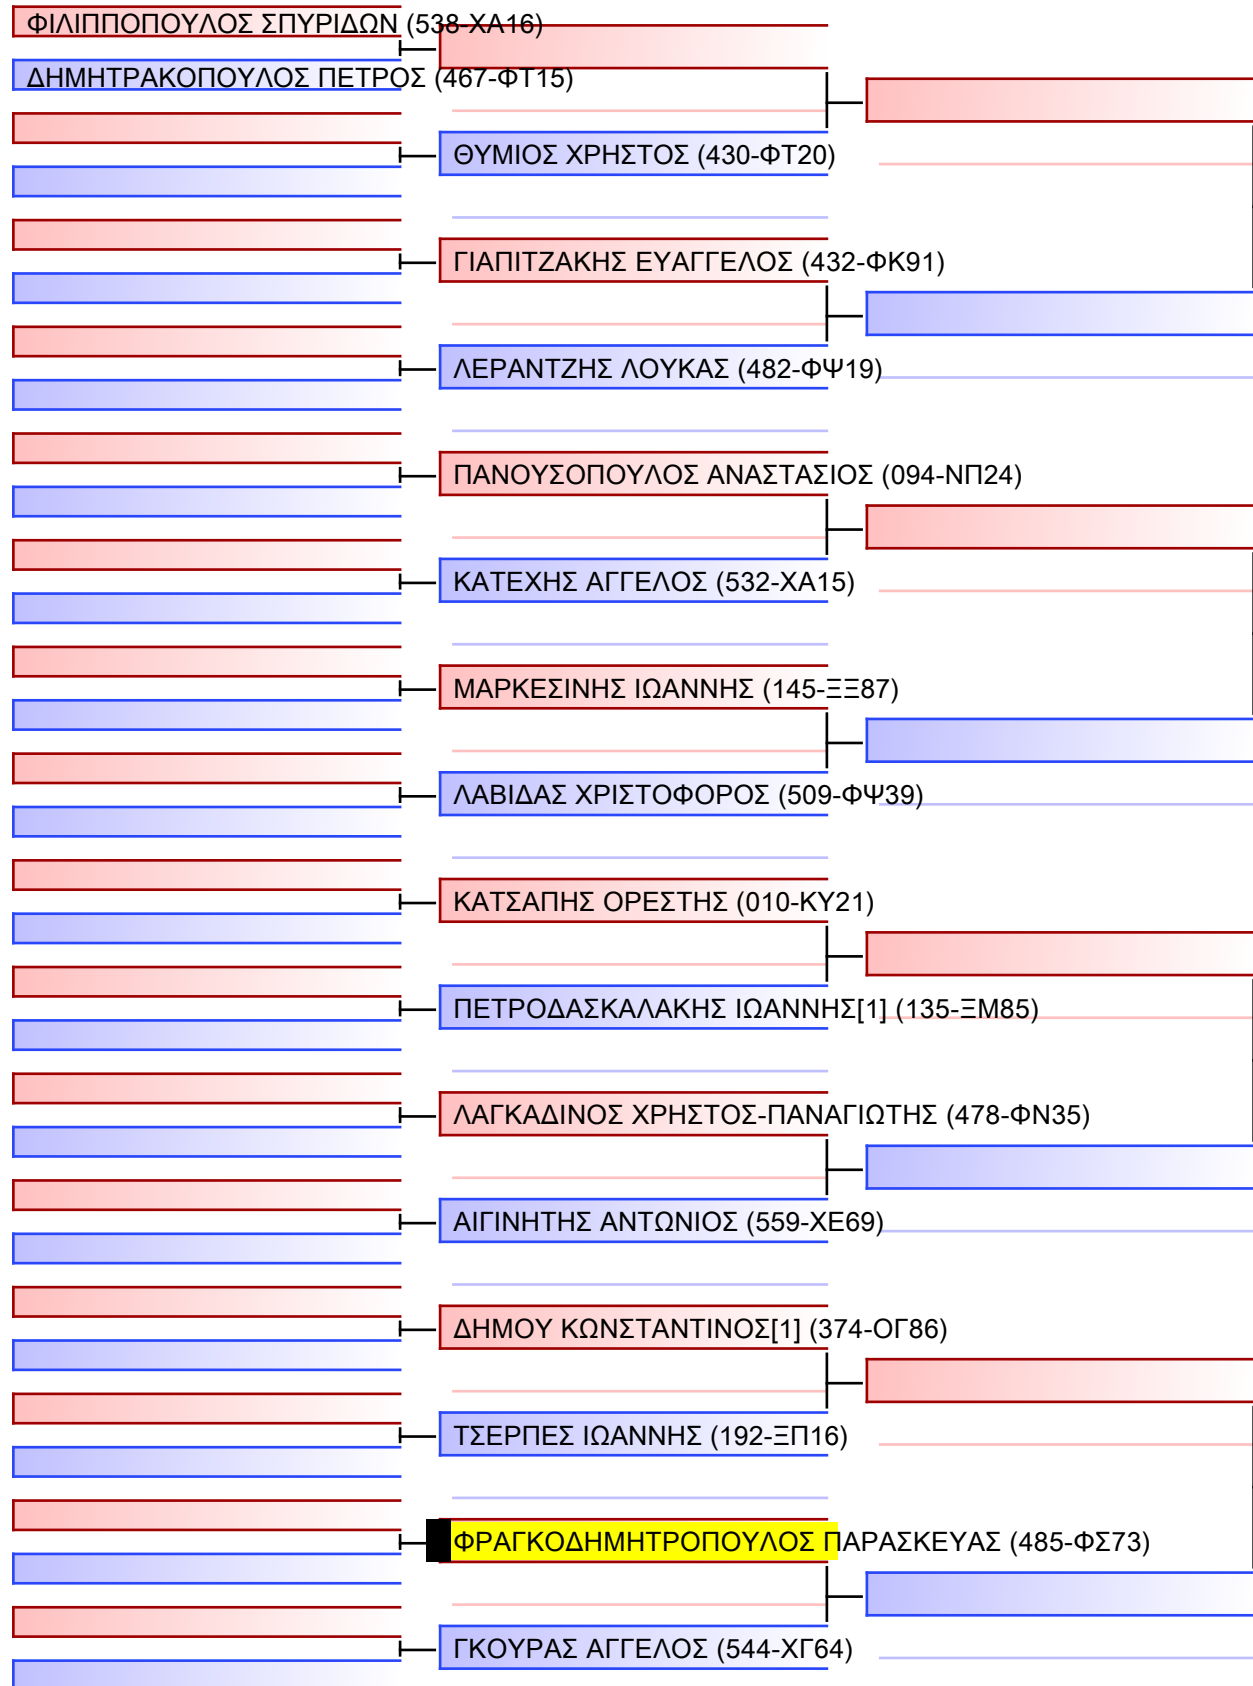 ΦΙΛΙΠΠΟΠΟΥΛΟΣ ΣΠΥΡΙΔΩΝ (538-ΧΑ16)
ΔΗΜΗΤΡΑΚΟΠΟΥΛΟΣ ΠΕΤΡΟΣ (467-ΦΤ15)
ΘΥΜΙΟΣ ΧΡΗΣΤΟΣ (430-ΦΤ20)
ΓΙΑΠΙΤΖΑΚΗΣ ΕΥΑΓΓΕΛΟΣ (432-ΦΚ91)
ΛΕΡΑΝΤΖΗΣ ΛΟΥΚΑΣ (482-ΦΨ19)
ΠΑΝΟΥΣΟΠΟΥΛΟΣ ΑΝΑΣΤΑΣΙΟΣ (094-ΝΠ24)
ΚΑΤΕΧΗΣ ΑΓΓΕΛΟΣ (532-ΧΑ15)
ΜΑΡΚΕΣΙΝΗΣ ΙΩΑΝΝΗΣ (145-ΞΞ87)
ΛΑΒΙΔΑΣ ΧΡΙΣΤΟΦΟΡΟΣ (509-ΦΨ39)
ΚΑΤΣΑΠΗΣ ΟΡΕΣΤΗΣ (010-ΚΥ21)
ΠΕΤΡΟΔΑΣΚΑΛΑΚΗΣ ΙΩΑΝΝΗΣ[1] (135-ΞΜ85)
ΛΑΓΚΑΔΙΝΟΣ ΧΡΗΣΤΟΣ-ΠΑΝΑΓΙΩΤΗΣ (478-ΦΝ35)
ΑΙΓΙΝΗΤΗΣ ΑΝΤΩΝΙΟΣ (559-ΧΕ69)
ΔΗΜΟΥ ΚΩΝΣΤΑΝΤΙΝΟΣ[1] (374-ΟΓ86)
ΤΣΕΡΠΕΣ ΙΩΑΝΝΗΣ (192-ΞΠ16)
ΦΡΑΓΚΟΔΗΜΗΤΡΟΠΟΥΛΟΣ ΠΑΡΑΣΚΕΥΑΣ (485-ΦΣ73)
ΓΚΟΥΡΑΣ ΑΓΓΕΛΟΣ (544-ΧΓ64)